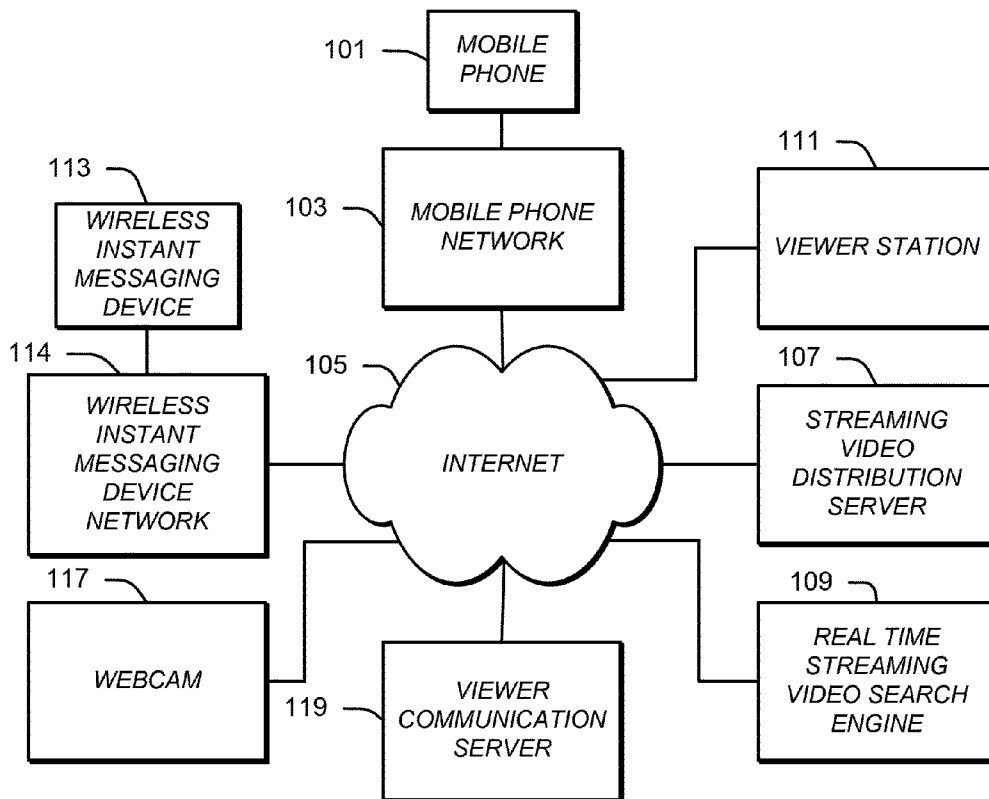 101
MOBILE
PHONE
103
MOBILE PHONE
NETWORK
111
VIEWER STATION
113
WIRELESS
INSTANT
MESSAGING
DEVICE
114
WIRELESS
INSTANT
MESSAGING
DEVICE
NETWORK
105
INTERNET
107
STREAMING
VIDEO
DISTRIBUTION
SERVER
117
WEBCAM
119
VIEWER
COMMUNICATION
SERVER
109
REAL TIME
STREAMING
VIDEO SEARCH
ENGINE